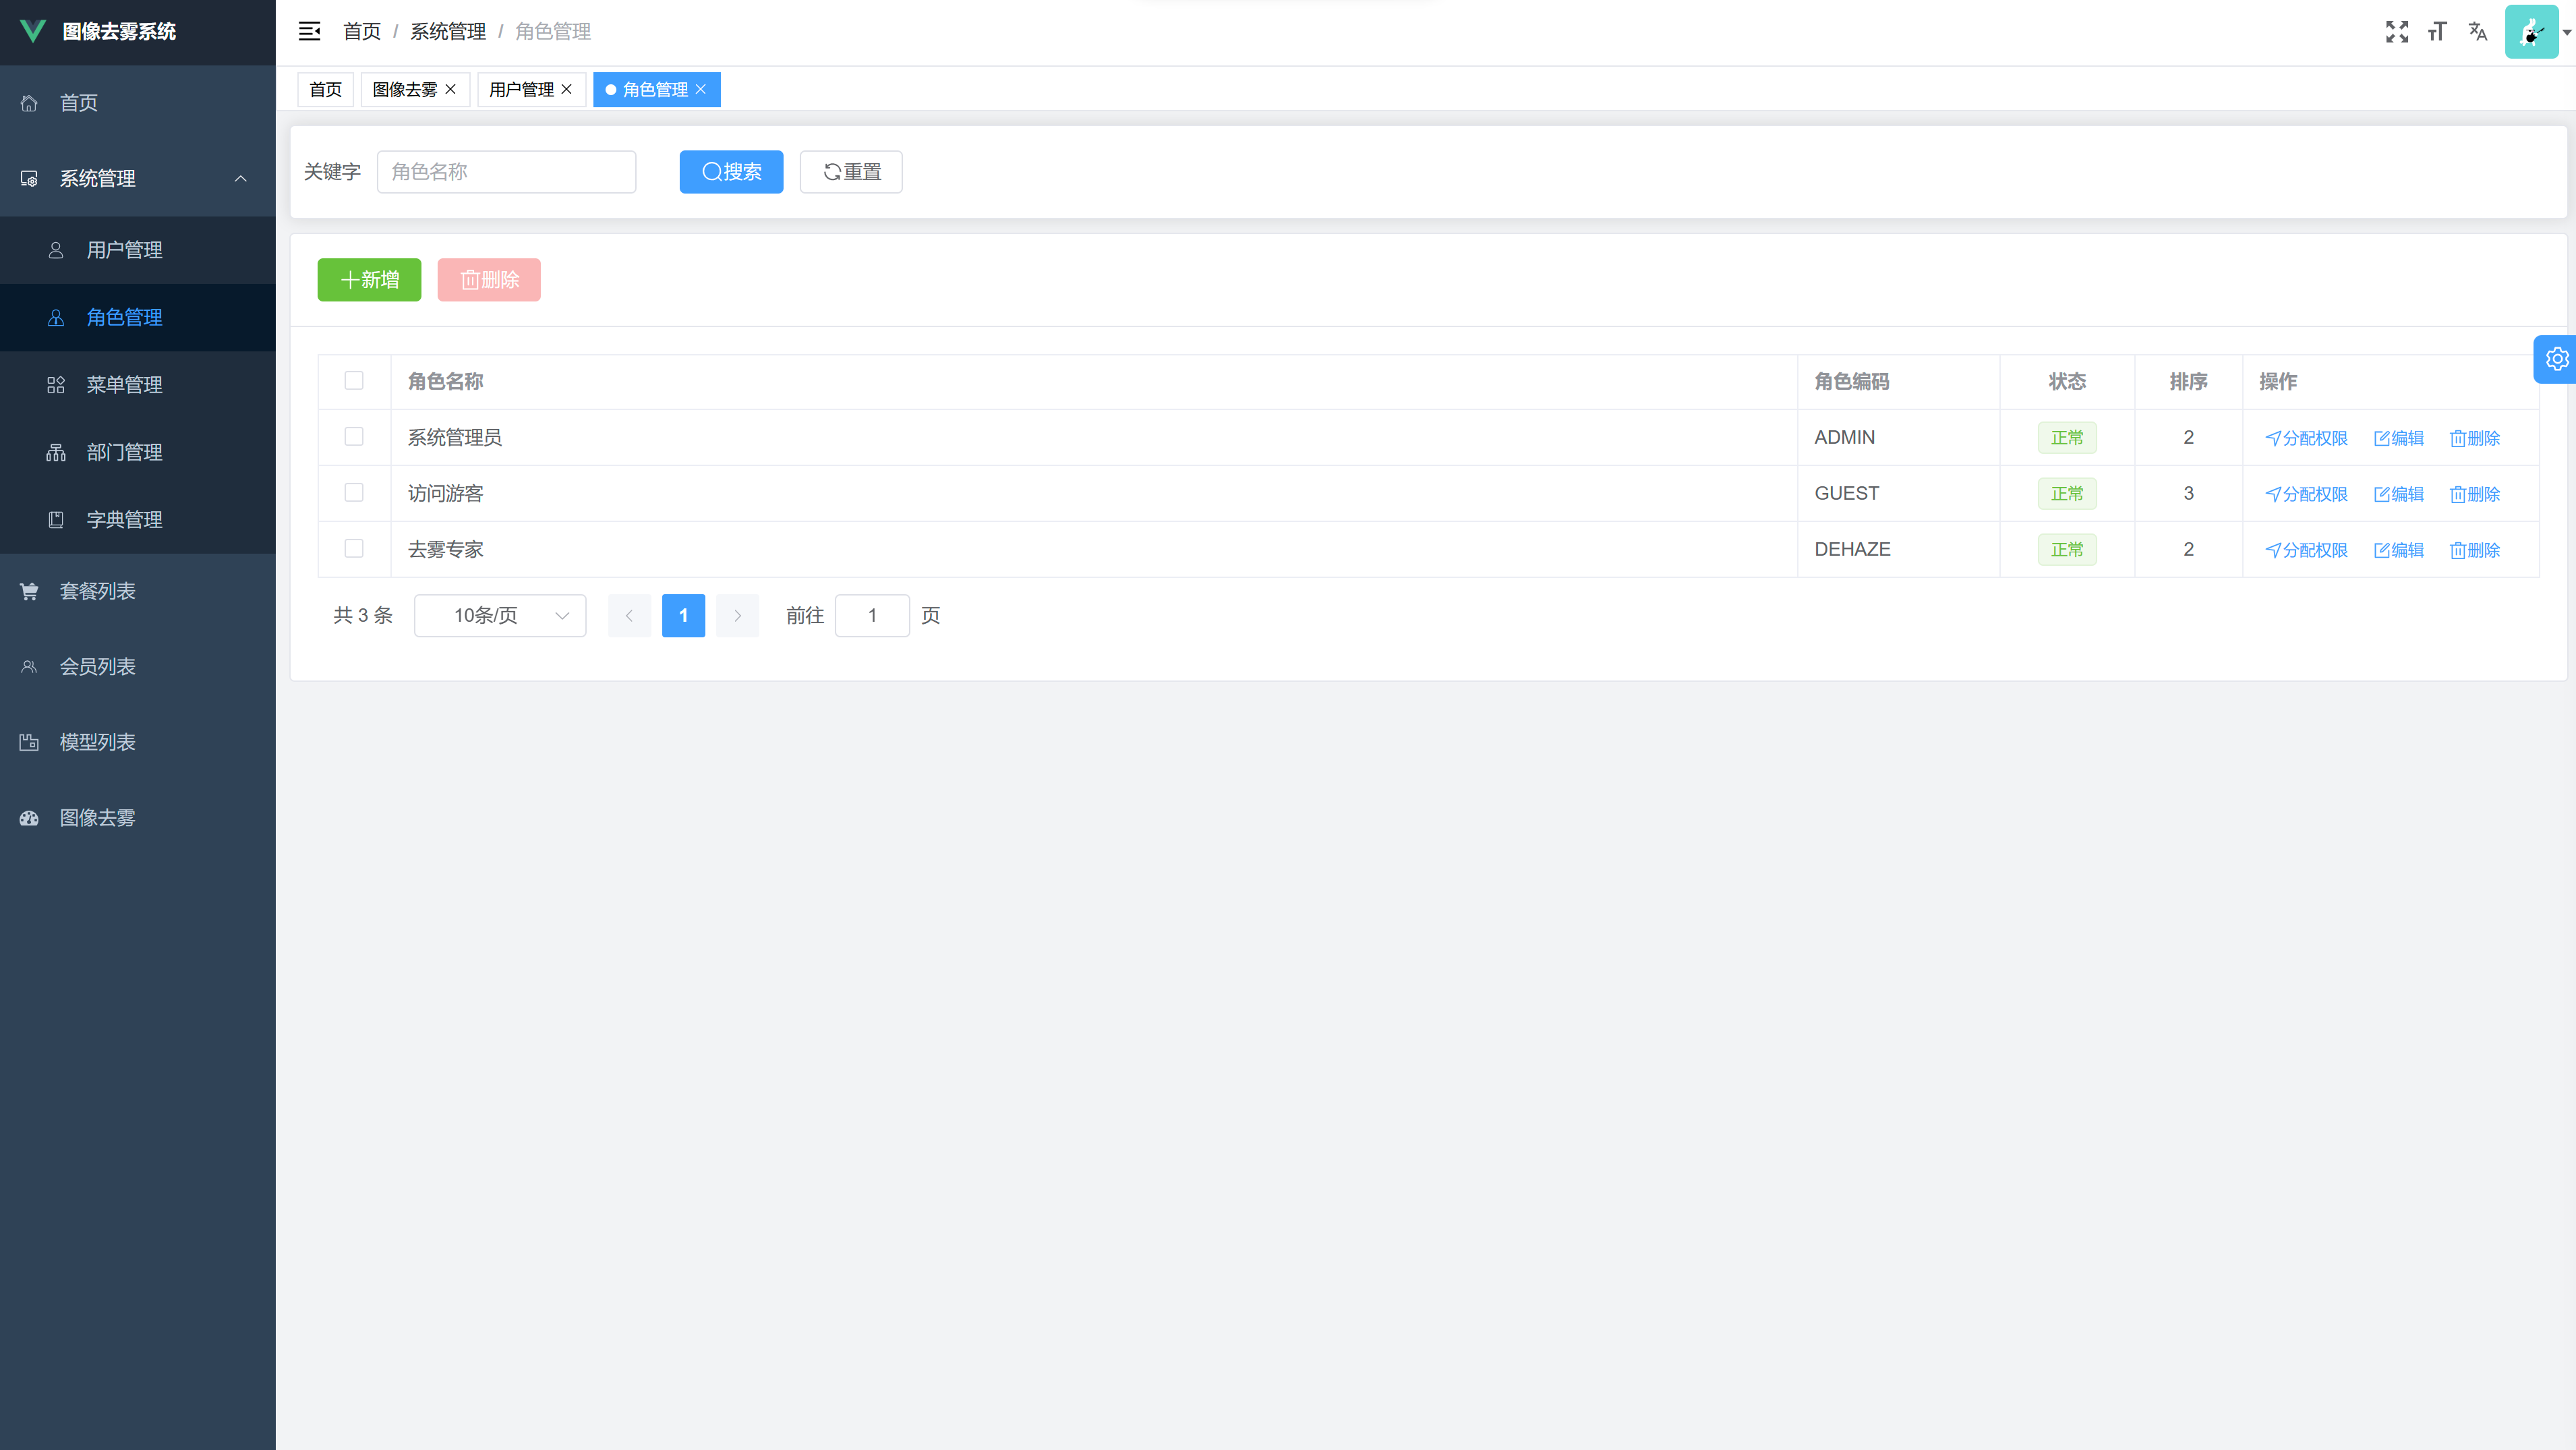 图像去雾系统
首页 / 系统管理 / 角色管理
首页
图像去雾
用户管理
角色管理
首页
系统管理
用户管理
角色管理
菜单管理
部门管理
字典管理
套餐列表
会员列表
模型列表
图像去雾
关键字 角色名称 搜索 重置
新增 删除
角色名称 角色编码 状态 排序 操作
系统管理员 ADMIN 正常 2 分配权限 编辑 删除
访问游客 GUEST 正常 3 分配权限 编辑 删除
去雾专家 DEHAZE 正常 2 分配权限 编辑 删除
共 3 条 10条/页 1 前往 1 页